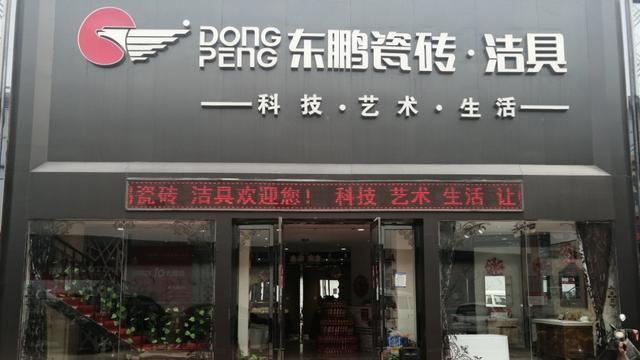 DONG PENG 东鹏瓷砖·洁具
科技·艺术·生活
瓷砖 洁具欢迎您! 科技 艺术 生活 让